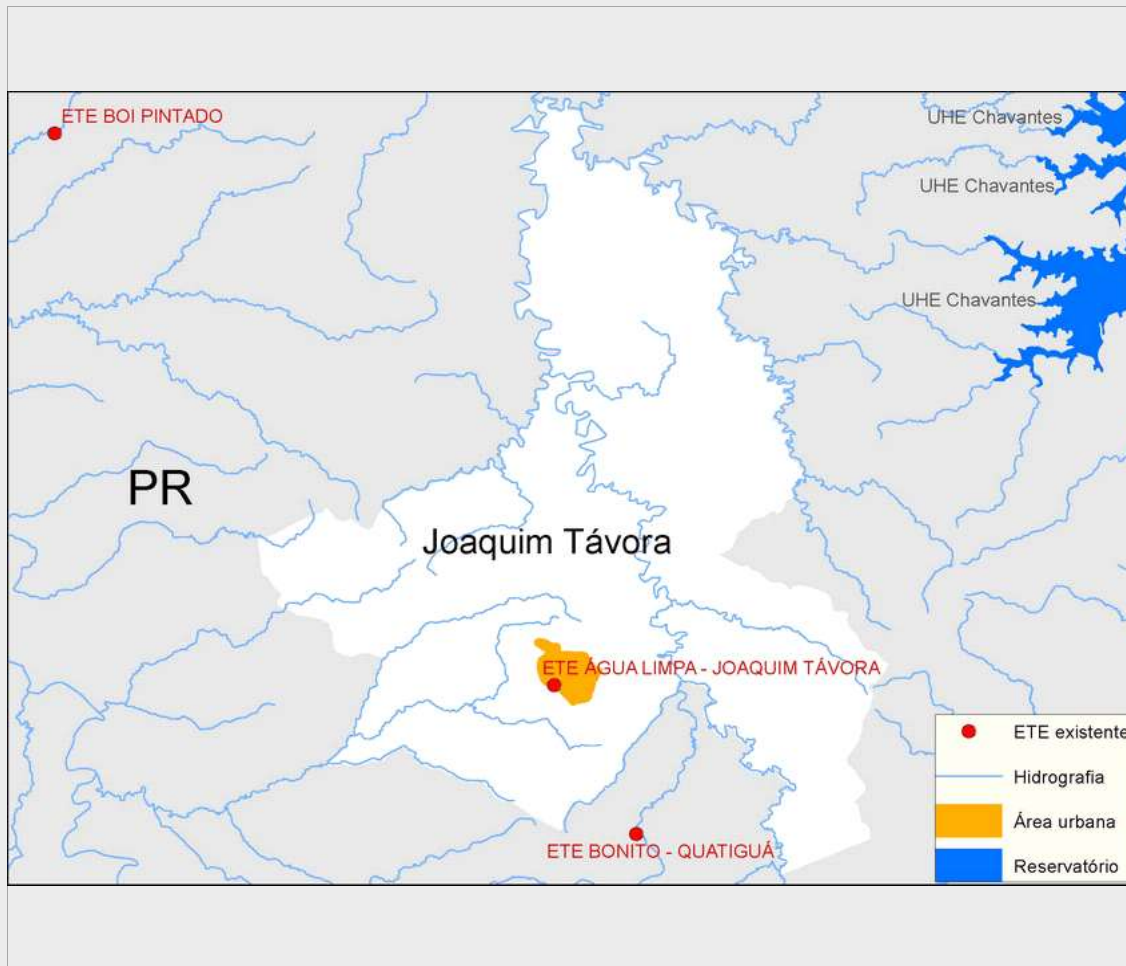 ETE BOI PINTADO
UHE Chavantes
UHE Chavantes
UHE Chavantes
PR
Joaquim Távora
ETE ÁGUA LIMPA - JOAQUIM TÁVORA
ETE BONITO - QUATIGUÁ
ETE existente
Hidrografia
Área urbana
Reservatório